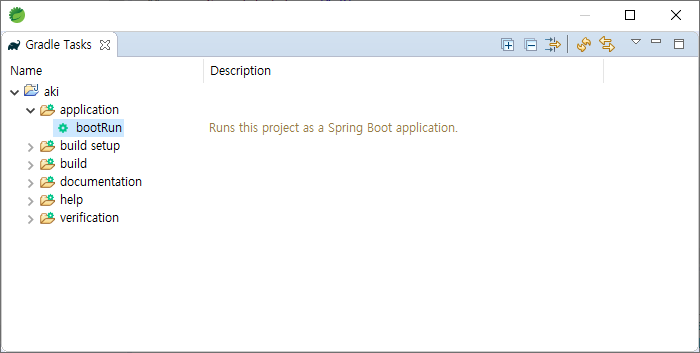 Gradle Tasks
Name Description
aki
application
bootRun Runs this project as a Spring Boot application.
build setup
build
documentation
help
verification